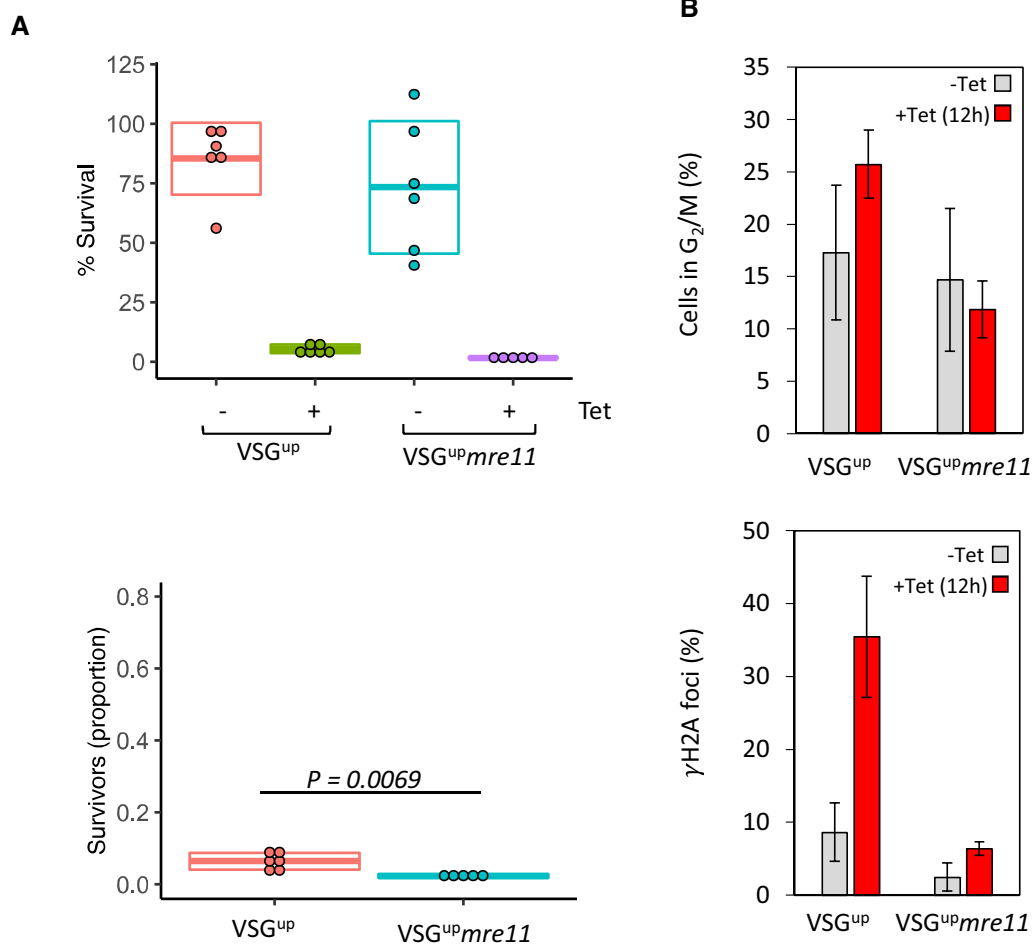 A
125
100
75
50
25
0
% Survival
- + - + Tet
VSGᵘᵖ VSGᵘᵖmre11
0.8
0.6
0.4
0.2
0.0
Survivors (proportion)
P = 0.0069
VSGᵘᵖ VSGᵘᵖmre11
B
35
30
25
20
15
10
5
0
Cells in G₂/M (%)
-Tet
+Tet (12h)
VSGᵘᵖ VSGᵘᵖmre11
50
40
30
20
10
0
γH2A foci (%)
-Tet
+Tet (12h)
VSGᵘᵖ VSGᵘᵖmre11